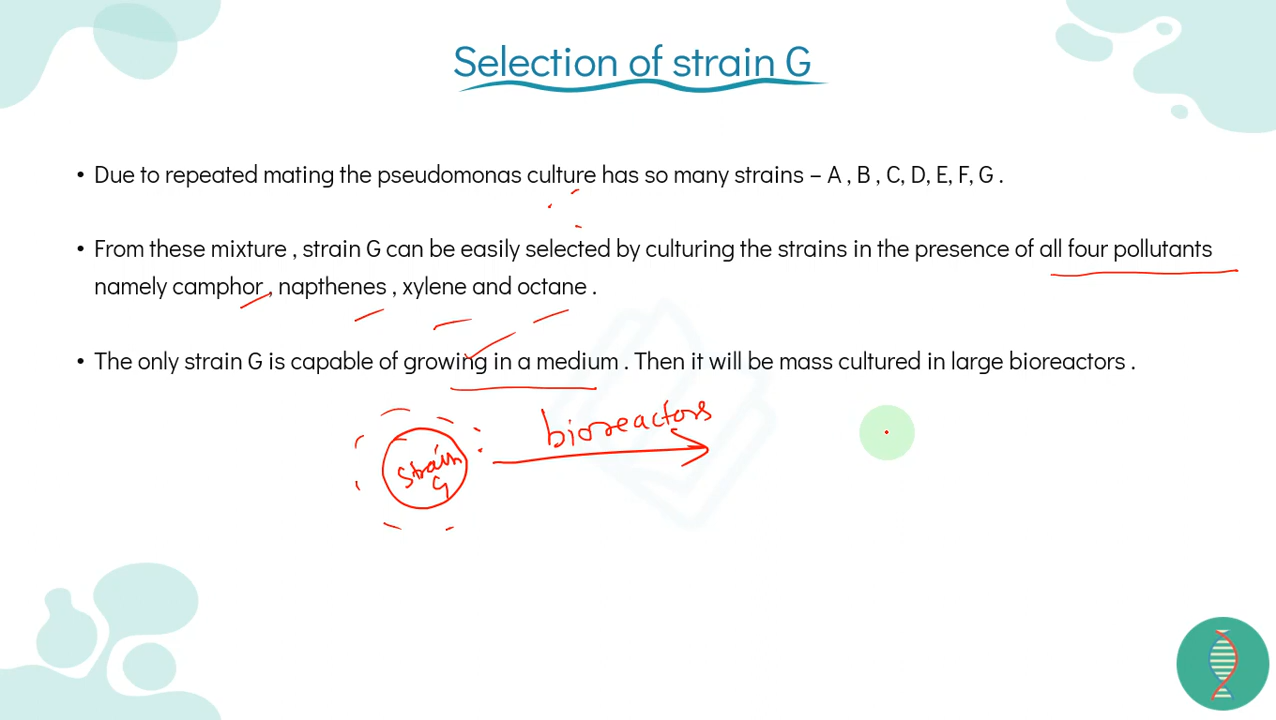 Selection of strain G
• Due to repeated mating the pseudomonas culture has so many strains – A , B , C, D, E, F, G .
• From these mixture , strain G can be easily selected by culturing the strains in the presence of all four pollutants
namely camphor , napthenes , xylene and octane .
• The only strain G is capable of growing in a medium . Then it will be mass cultured in large bioreactors .
bioreactors
Strain
G